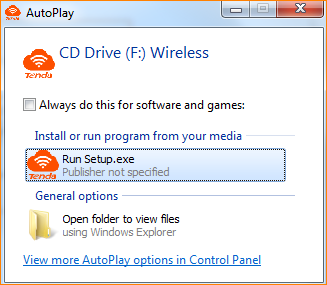 AutoPlay
CD Drive (F:) Wireless
Tenda
Always do this for software and games:
Install or run program from your media
Run Setup.exe
Publisher not specified
Tenda
General options
Open folder to view files
using Windows Explorer
View more AutoPlay options in Control Panel